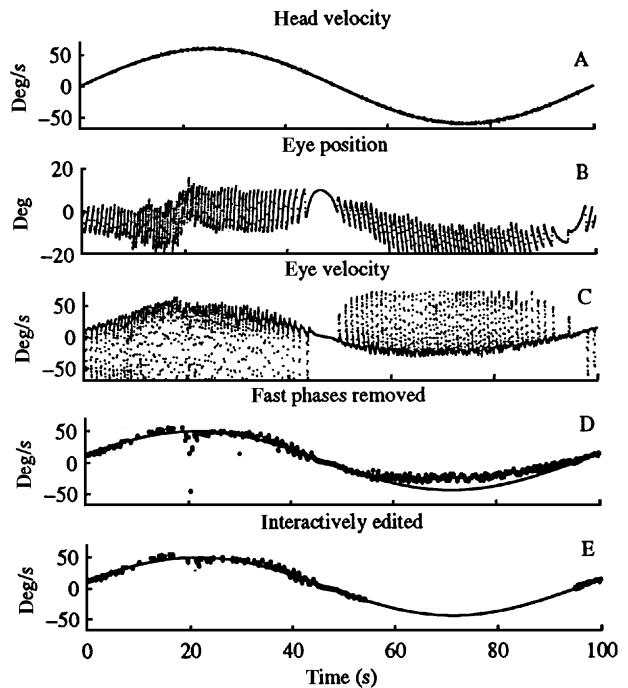 Head velocity
Deg/s
50
0
−50
A
Eye position
Deg
20
0
−20
B
Eye velocity
Deg/s
50
0
−50
C
Fast phases removed
Deg/s
50
0
−50
D
Interactively edited
Deg/s
50
0
−50
E
0 20 40 60 80 100
Time (s)